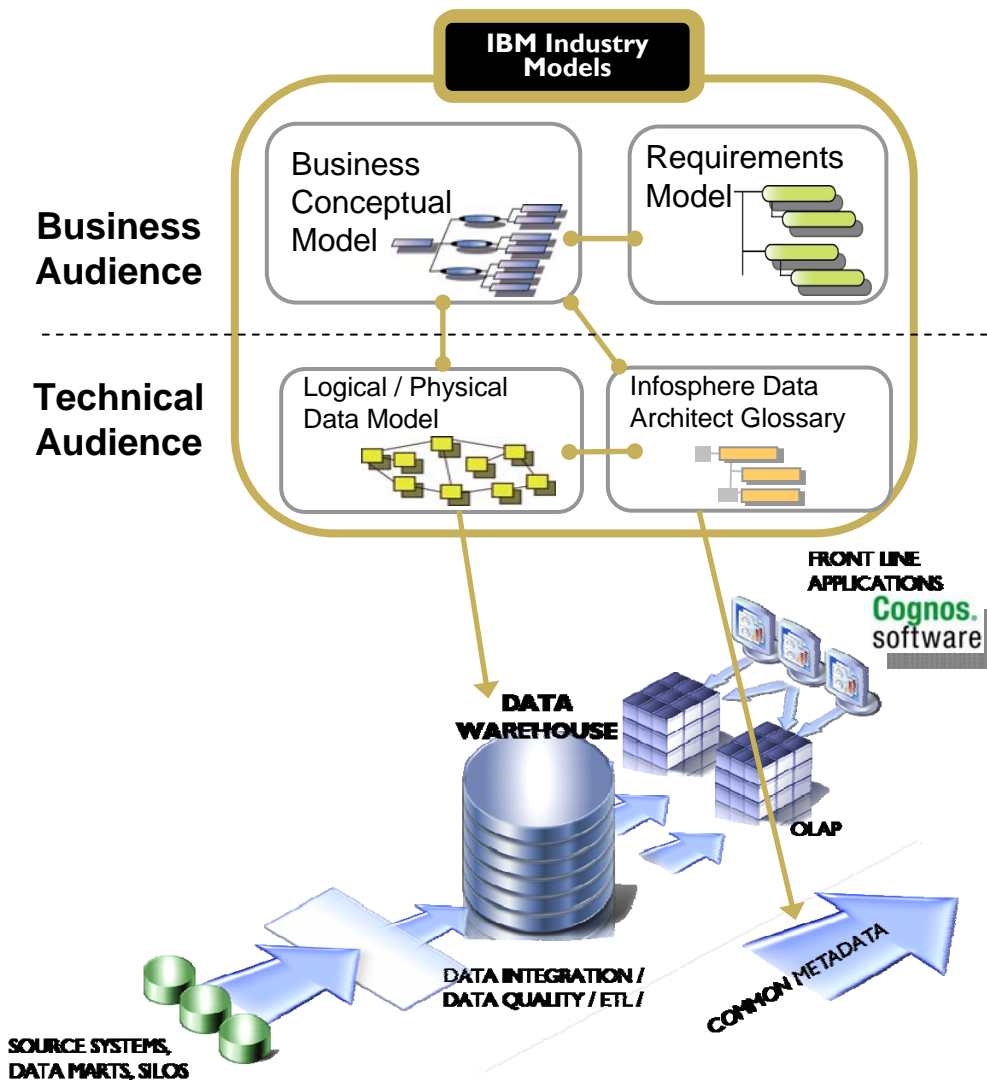 IBM Industry
Models
Business
Conceptual
Model
Requirements
Model
Business
Audience
Technical
Audience
Logical / Physical
Data Model
Infosphere Data
Architect Glossary
FRONT LINE
APPLICATIONS
Cognos.
software
DATA
WAREHOUSE
OLAP
DATA INTEGRATION /
DATA QUALITY / ETL /
COMMON METADATA
SOURCE SYSTEMS,
DATA MARTS, SILOS